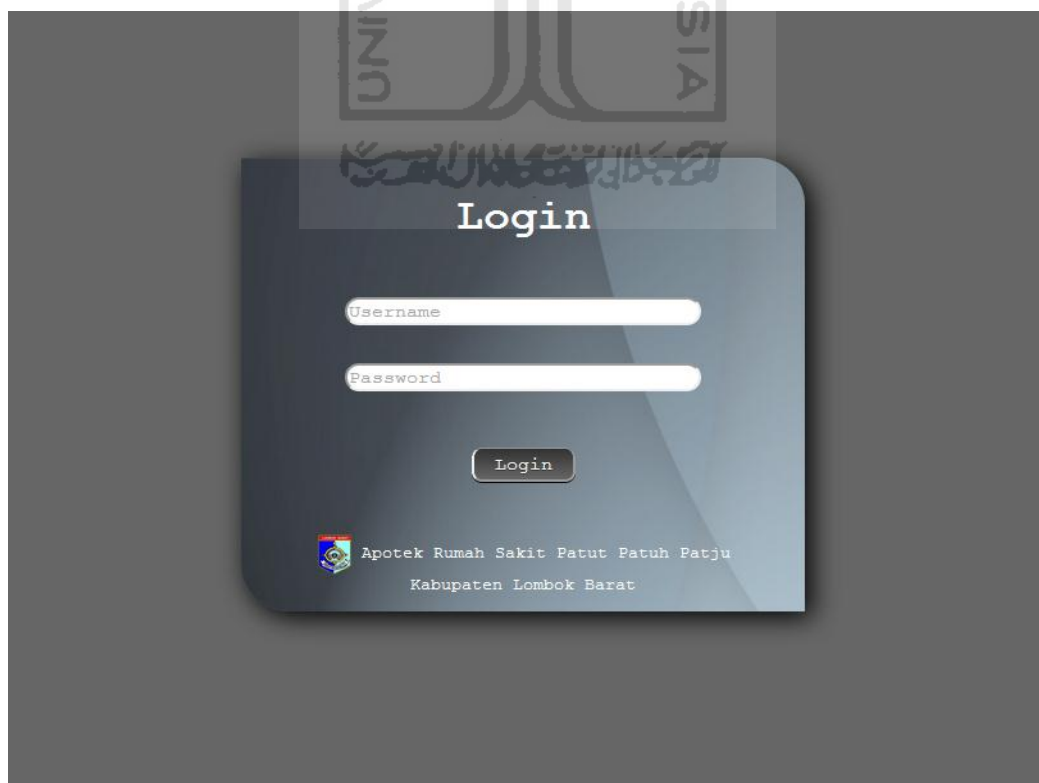 Login
Username
Password
Login
Apotek Rumah Sakit Patut Patuh Patju
Kabupaten Lombok Barat